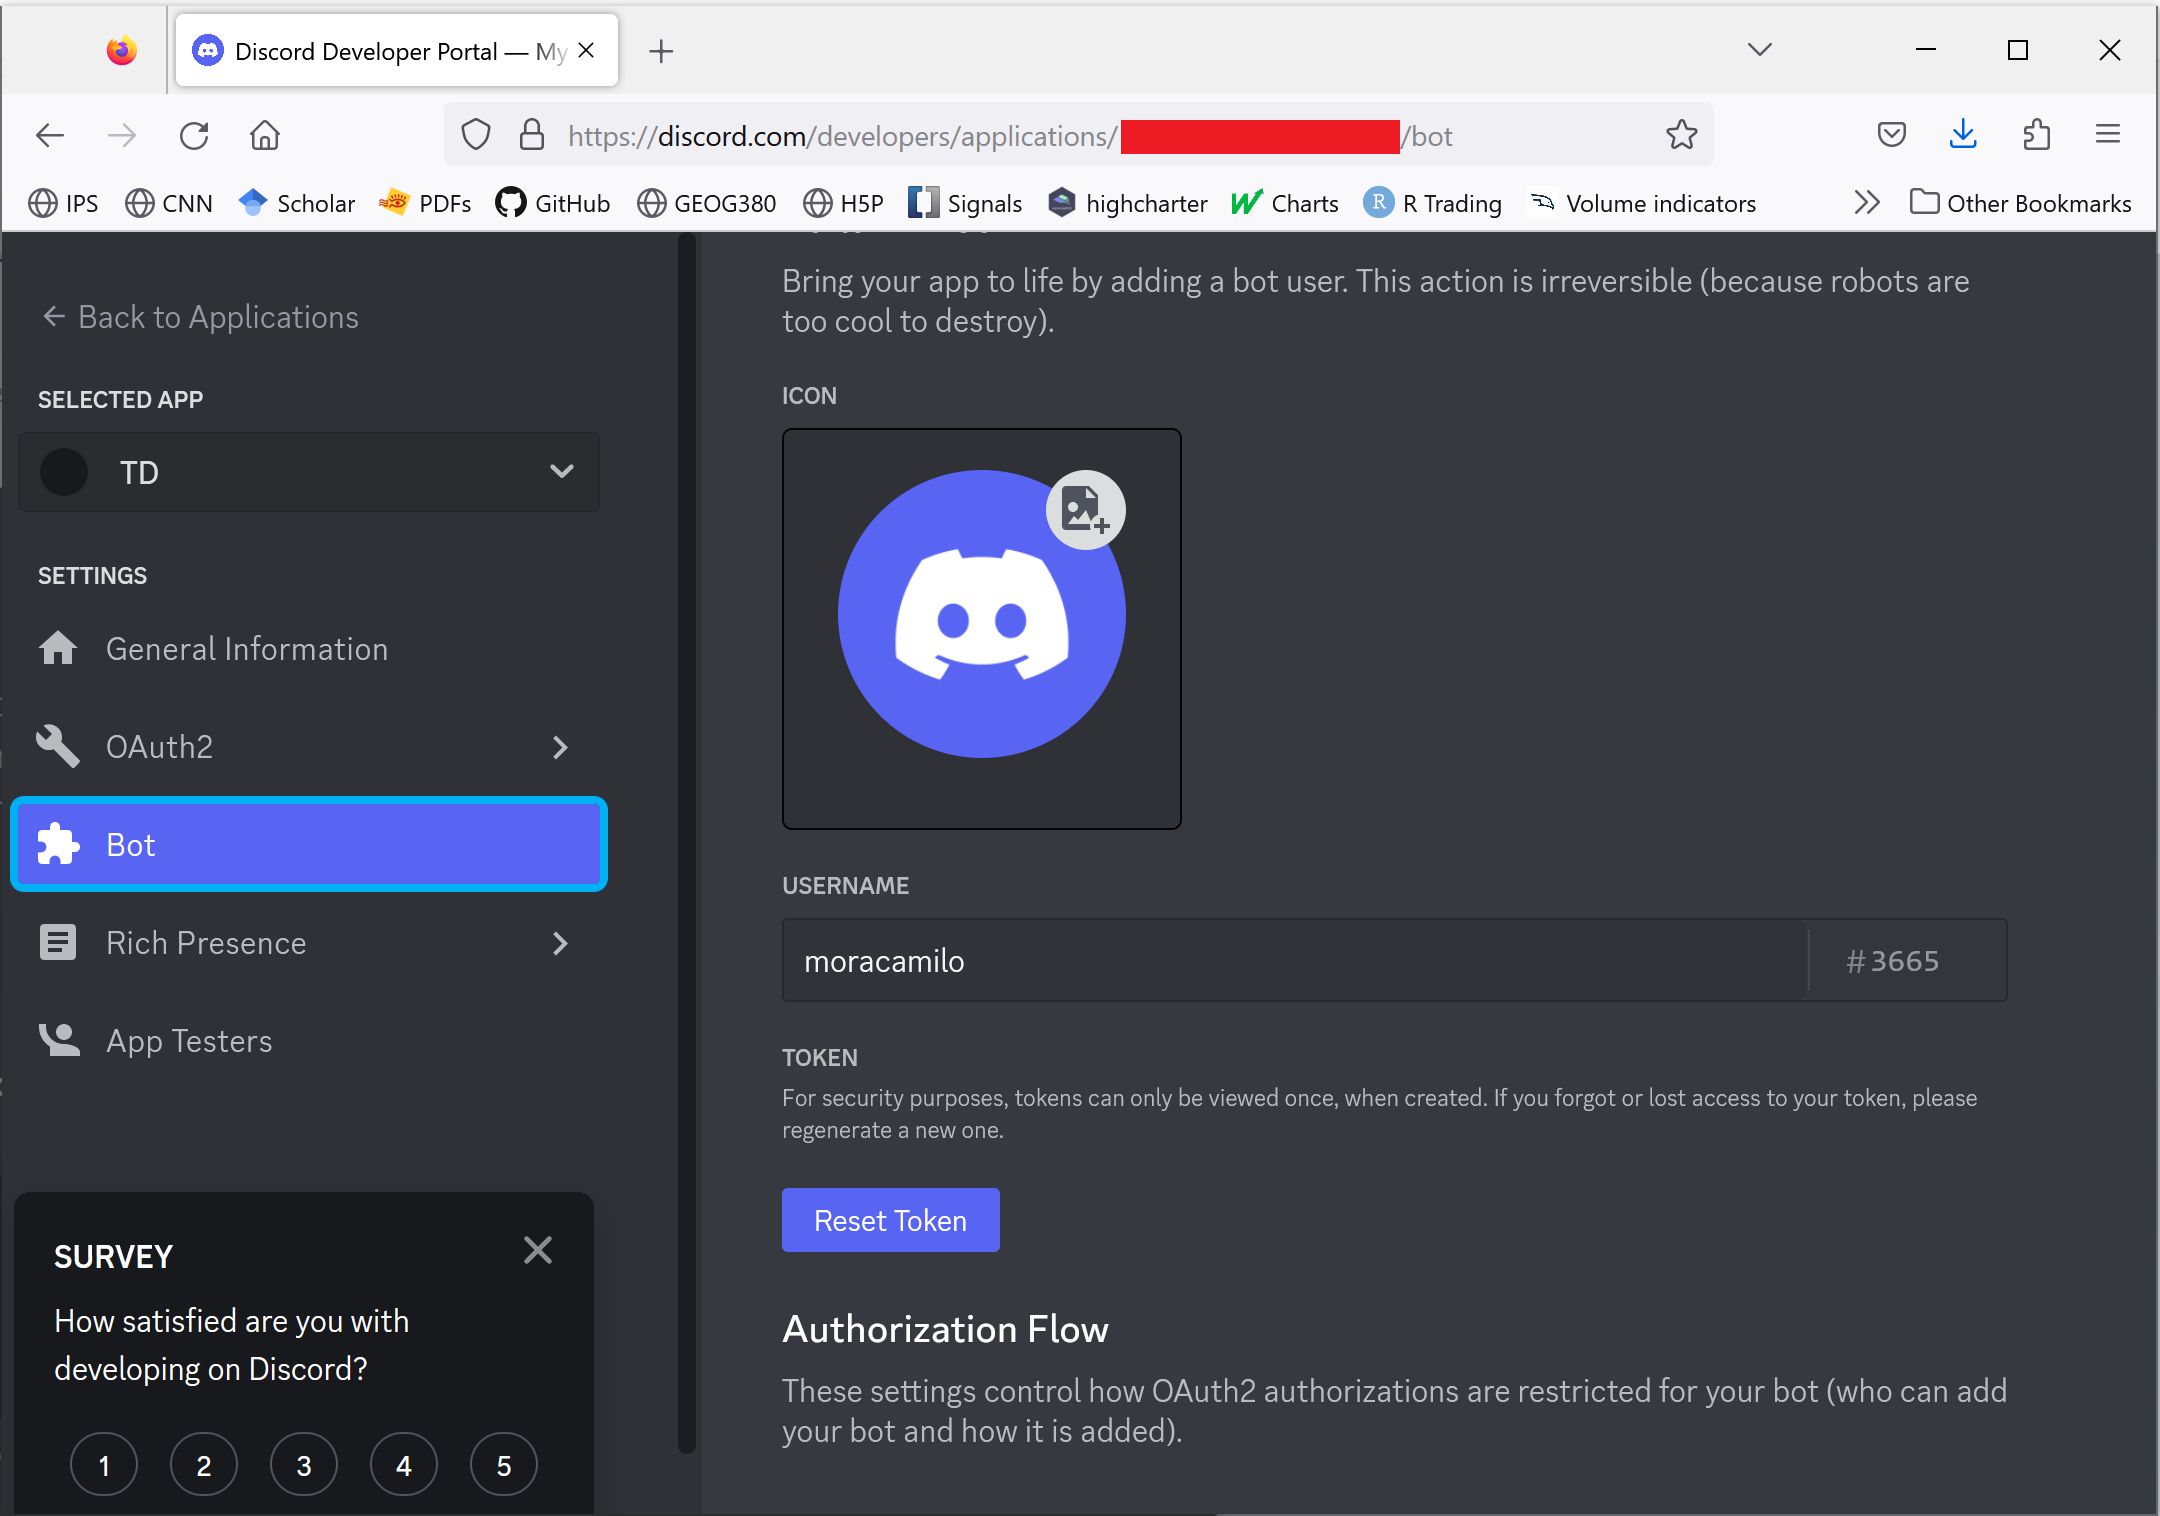 Discord Developer Portal — My
https://discord.com/developers/applications/ /bot
IPS CNN Scholar PDFs GitHub GEOG380 H5P Signals highcharter Charts R Trading Volume indicators Other Bookmarks
Bring your app to life by adding a bot user. This action is irreversible (because robots are
too cool to destroy).
← Back to Applications
SELECTED APP
TD
SETTINGS
General Information
OAuth2
Bot
Rich Presence
App Testers
SURVEY
How satisfied are you with
developing on Discord?
1 2 3 4 5
ICON
USERNAME
moracamilo #3665
TOKEN
For security purposes, tokens can only be viewed once, when created. If you forgot or lost access to your token, please
regenerate a new one.
Reset Token
Authorization Flow
These settings control how OAuth2 authorizations are restricted for your bot (who can add
your bot and how it is added).